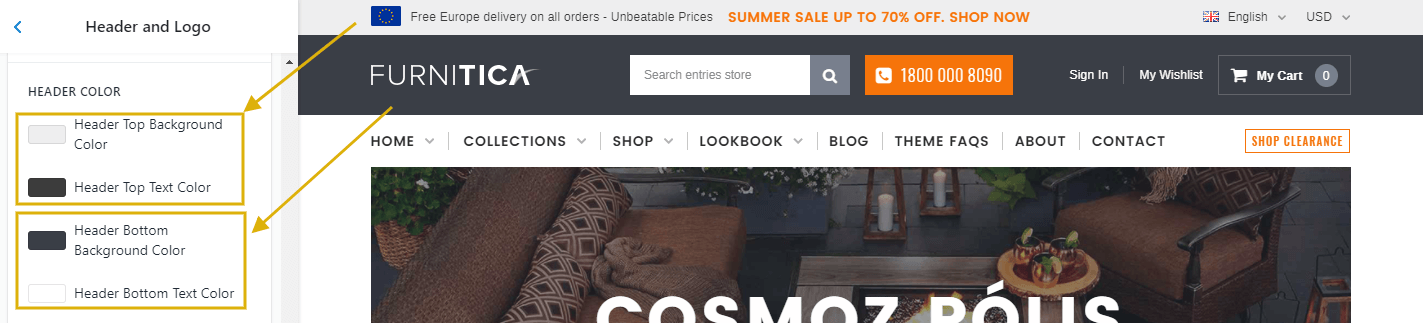 Header and Logo
HEADER COLOR
Header Top Background
Color
Header Top Text Color
Header Bottom
Background Color
Header Bottom Text Color
Free Europe delivery on all orders - Unbeatable Prices SUMMER SALE UP TO 70% OFF. SHOP NOW English USD
FURNITICA Search entries store 1800 000 8090 Sign In My Wishlist My Cart 0
HOME COLLECTIONS SHOP LOOKBOOK BLOG THEME FAQS ABOUT CONTACT SHOP CLEARANCE
COSMOZ PÓLIS